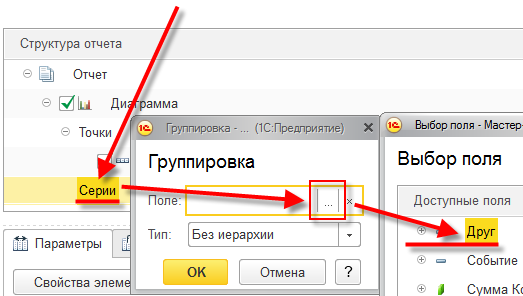 Структура отчета
Отчет
Диаграмма
Точки
Серии
Параметры
Свойства элеме
Группировка - ... (1С:Предприятие)
Группировка
Поле:
...
Тип: Без иерархии
ОК
Отмена
?
Выбор поля - Мастер
Выбор поля
Доступные поля
Друг
Событие
Сумма Ко